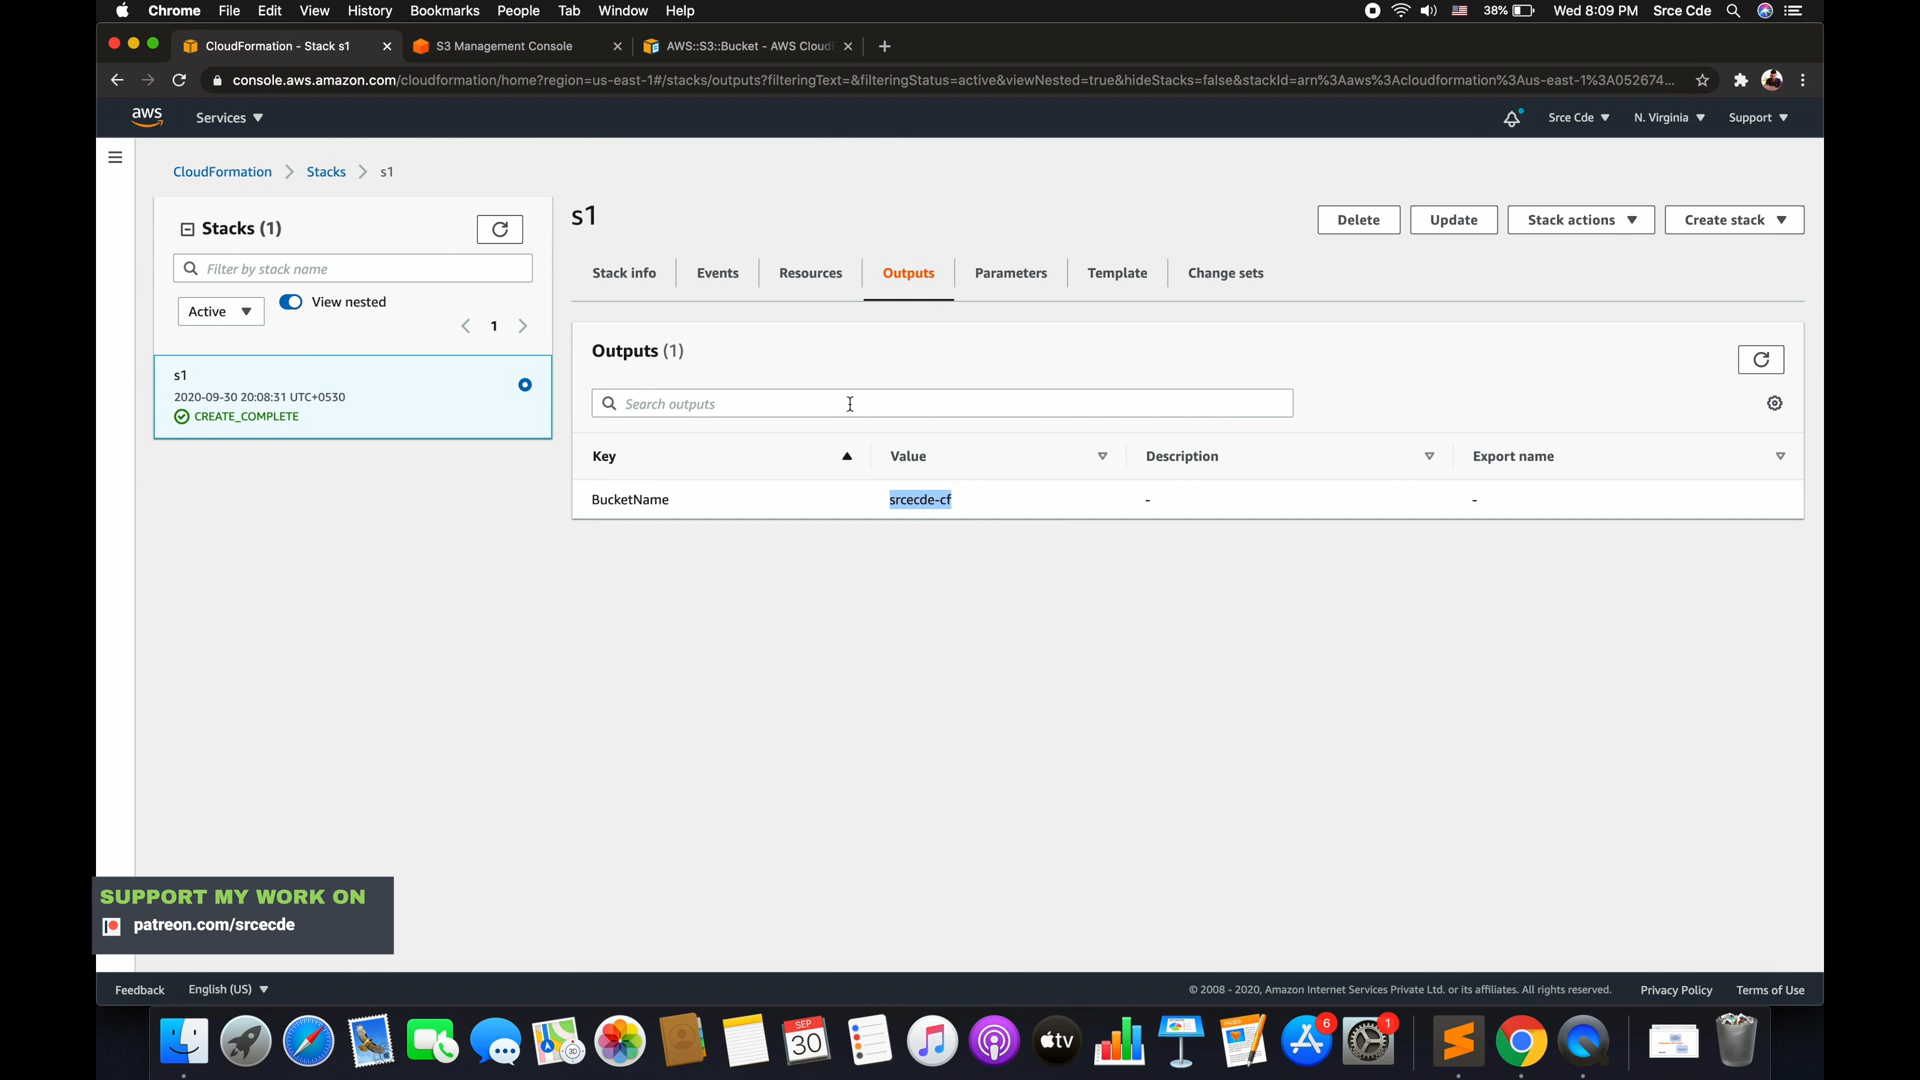 Chrome File Edit View History Bookmarks People Tab Window Help 38% Wed 8:09 PM Srce Cde
CloudFormation - Stack s1 S3 Management Console AWS::S3::Bucket - AWS Cloud
console.aws.amazon.com/cloudformation/home?region=us-east-1#/stacks/outputs?filteringText=&filteringStatus=active&viewNested=true&hideStacks=false&stackId=arn%3Aaws%3Acloudformation%3Aus-east-1%3A052674...
aws Services Srce Cde N. Virginia Support
CloudFormation Stacks s1
Stacks (1)
Filter by stack name
Active View nested
1
s1
2020-09-30 20:08:31 UTC+0530
CREATE_COMPLETE
s1
Delete Update Stack actions Create stack
Stack info Events Resources Outputs Parameters Template Change sets
Outputs (1)
Search outputs
Key Value Description Export name
BucketName srcecde-cf - -
SUPPORT MY WORK ON
patreon.com/srcecde
Feedback English (US) © 2008 - 2020, Amazon Internet Services Private Ltd. or its affiliates. All rights reserved. Privacy Policy Terms of Use
3D SEP 30 tv 6 1